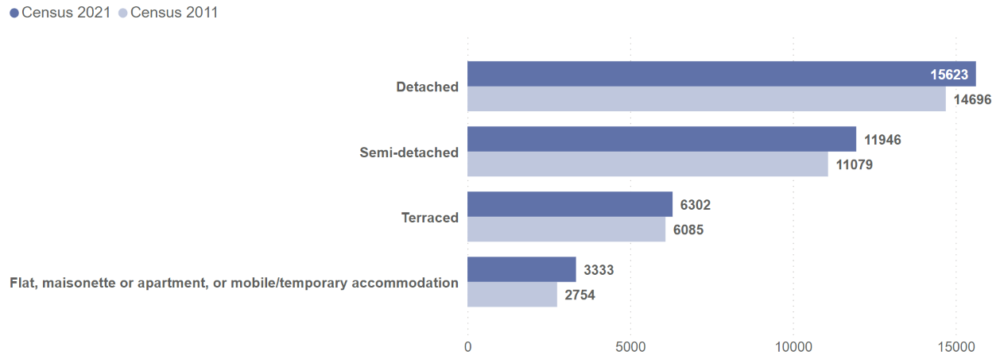 Census 2021 Census 2011
Detached
15623
14696
Semi-detached
11946
11079
Terraced
6302
6085
Flat, maisonette or apartment, or mobile/temporary accommodation
3333
2754
0 5000 10000 15000